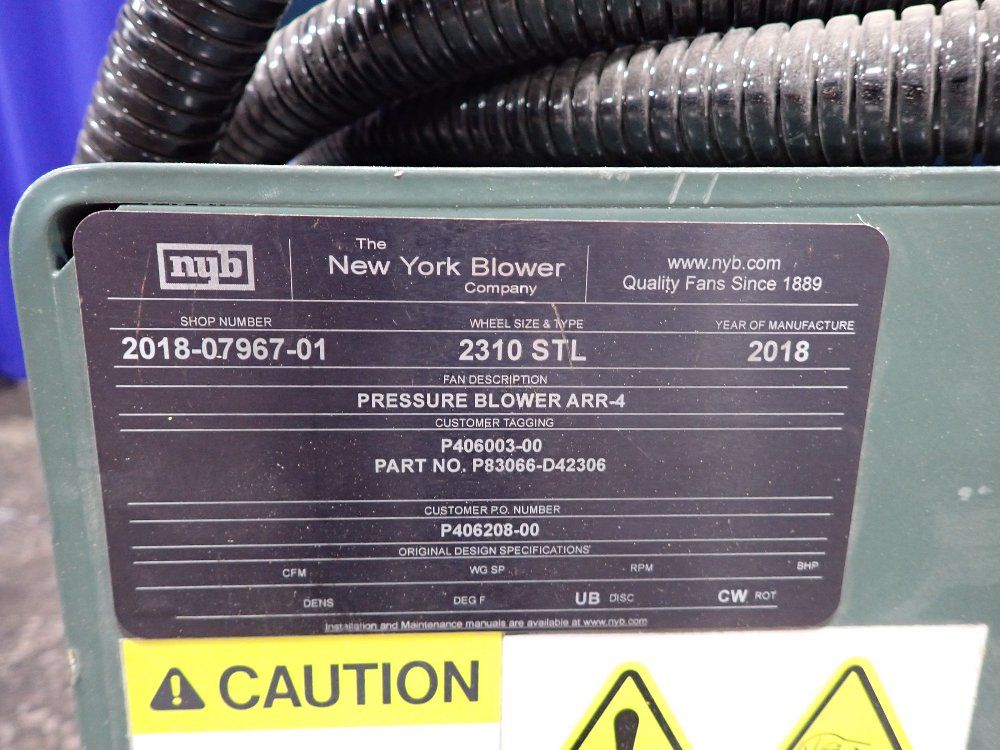 nyb
The
New York Blower
Company
www.nyb.com
Quality Fans Since 1889
SHOP NUMBER WHEEL SIZE & TYPE YEAR OF MANUFACTURE
2018-07967-01 2310 STL 2018
FAN DESCRIPTION
PRESSURE BLOWER ARR-4
CUSTOMER TAGGING
P406003-00
PART NO. P83066-D42306
CUSTOMER P.O. NUMBER
P406208-00
ORIGINAL DESIGN SPECIFICATIONS
CFM WG SP RPM BHP
DENS DEG F UB DISC CW ROT
Installation and Maintenance manuals are available at www.nyb.com
CAUTION